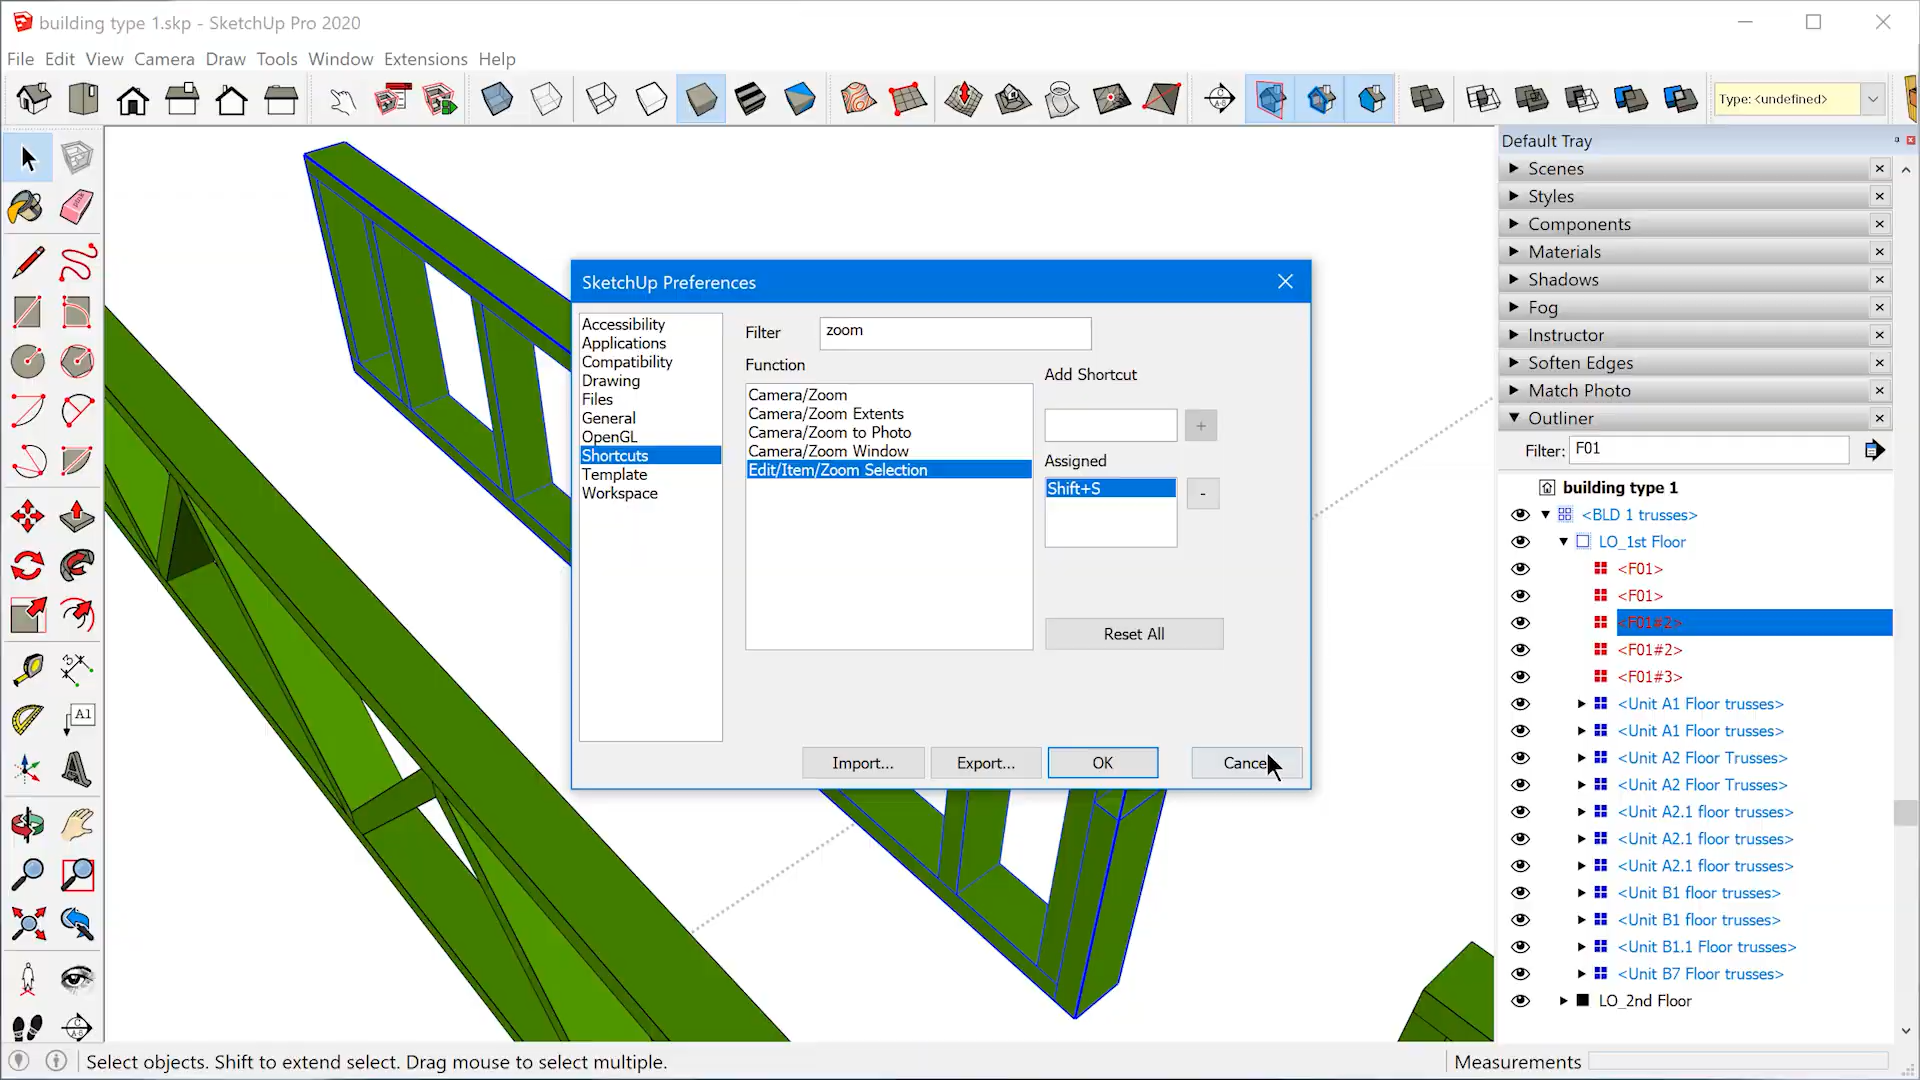 building type 1.skp - SketchUp Pro 2020
File Edit View Camera Draw Tools Window Extensions Help
Type: <undefined>
Default Tray
Scenes
Styles
Components
Materials
Shadows
Fog
Instructor
Soften Edges
Match Photo
Outliner
Filter: F01
building type 1
<BLD 1 trusses>
LO_1st Floor
<F01>
<F01>
<F01#2>
<F01#2>
<F01#3>
<Unit A1 Floor trusses>
<Unit A1 Floor trusses>
<Unit A2 Floor Trusses>
<Unit A2 Floor Trusses>
<Unit A2.1 floor trusses>
<Unit A2.1 floor trusses>
<Unit A2.1 floor trusses>
<Unit B1 floor trusses>
<Unit B1 floor trusses>
<Unit B1.1 Floor trusses>
<Unit B7 Floor trusses>
LO_2nd Floor
SketchUp Preferences
Accessibility
Applications
Compatibility
Drawing
Files
General
OpenGL
Shortcuts
Template
Workspace
Filter zoom
Function
Camera/Zoom
Camera/Zoom Extents
Camera/Zoom to Photo
Camera/Zoom Window
Edit/Item/Zoom Selection
Add Shortcut
+
Assigned
Shift+S
-
Reset All
Import... Export... OK Cancel
A1
Select objects. Shift to extend select. Drag mouse to select multiple.
Measurements